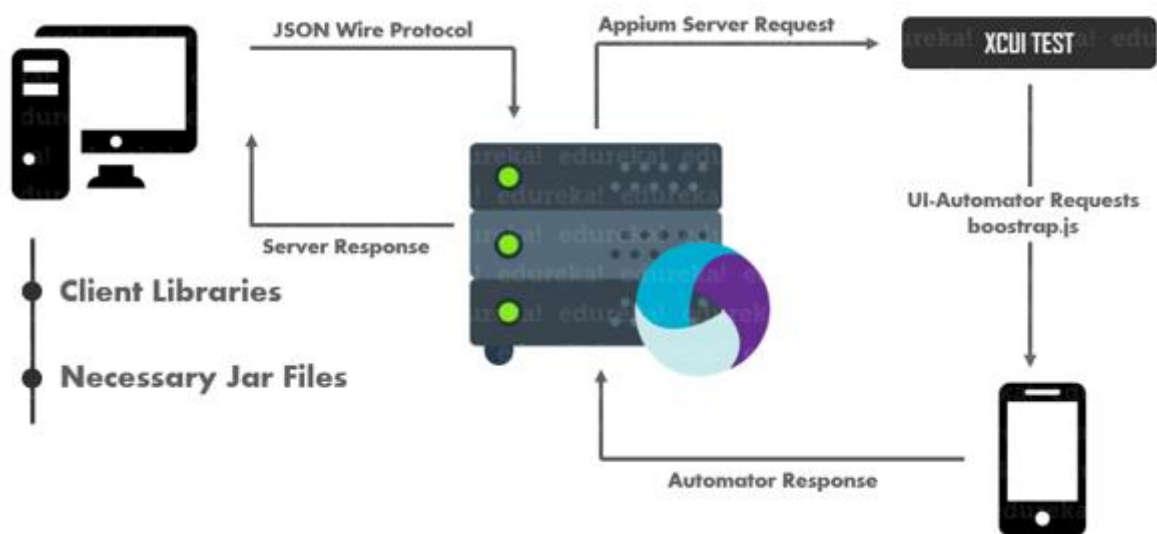 JSON Wire Protocol
Appium Server Request
XCUI TEST
UI-Automator Requests
boostrap.js
Server Response
Client Libraries
Necessary Jar Files
Automator Response
edureka!